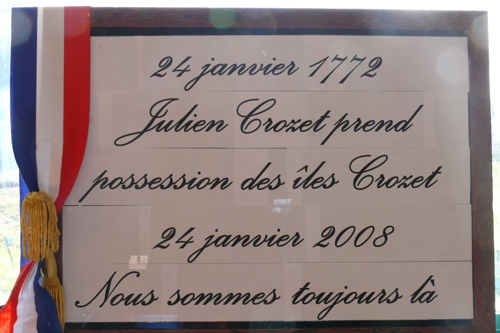 24 janvier 1772
Julien Crozet prend
possession des îles Crozet
24 janvier 2008
Nous sommes toujours là